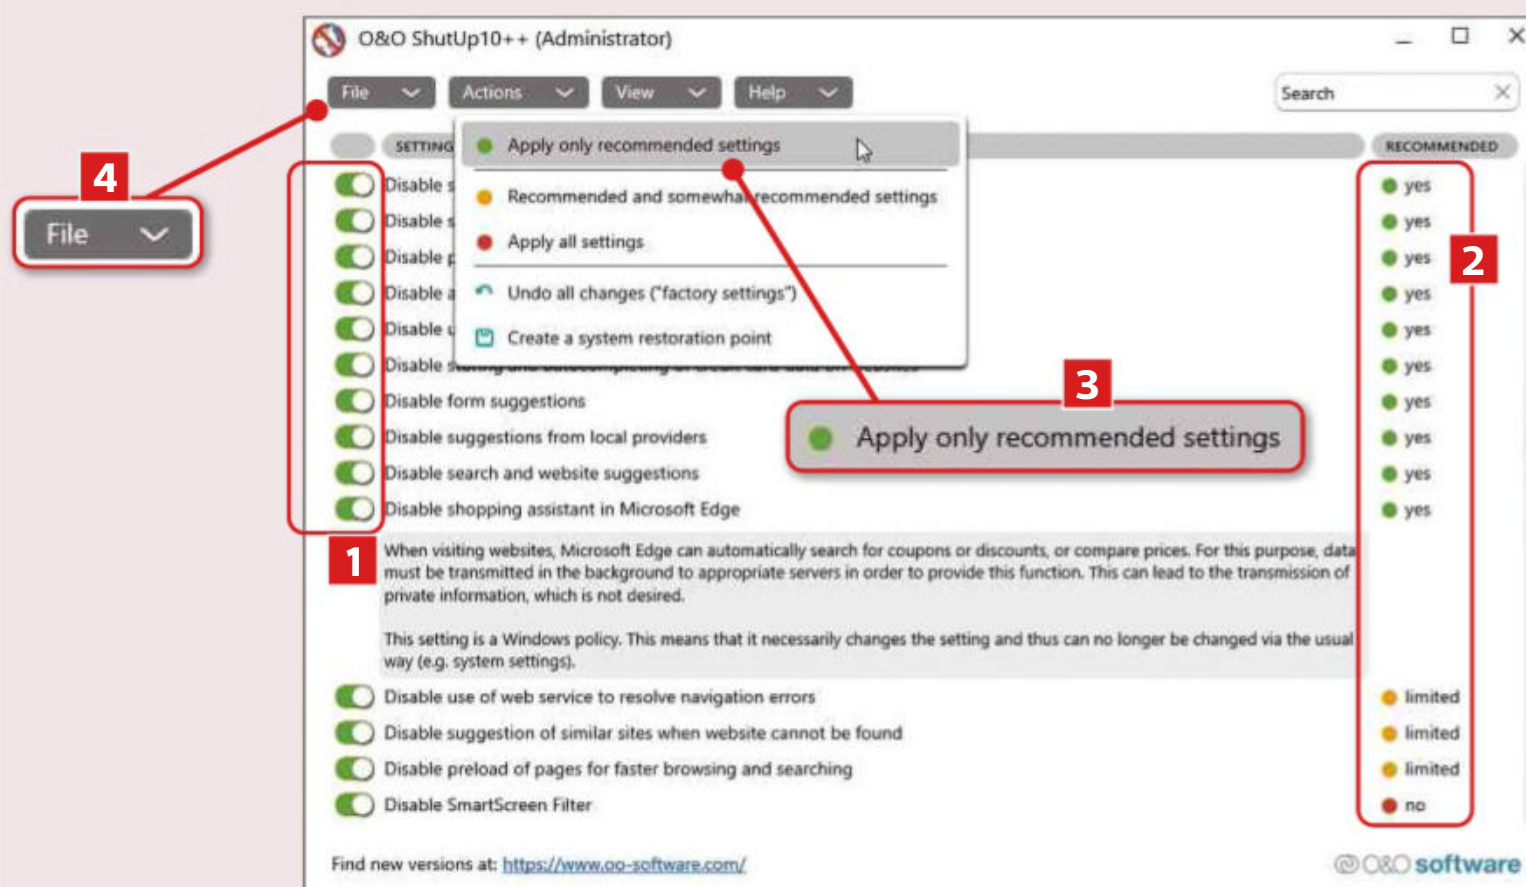 O&O ShutUp10++ (Administrator)
File
Actions
View
Help
Search
SETTING
RECOMMENDED
Apply only recommended settings
Recommended and somewhat recommended settings
Apply all settings
Undo all changes ("factory settings")
Create a system restoration point
4
File
Disable s
yes
Disable s
yes
Disable p
yes
2
Disable a
yes
Disable u
yes
Disable storing and autocompleting of credit card data on websites
yes
3
Apply only recommended settings
Disable form suggestions
yes
Disable suggestions from local providers
yes
Disable search and website suggestions
yes
Disable shopping assistant in Microsoft Edge
yes
1
When visiting websites, Microsoft Edge can automatically search for coupons or discounts, or compare prices. For this purpose, data
must be transmitted in the background to appropriate servers in order to provide this function. This can lead to the transmission of
private information, which is not desired.
This setting is a Windows policy. This means that it necessarily changes the setting and thus can no longer be changed via the usual
way (e.g. system settings).
Disable use of web service to resolve navigation errors
limited
Disable suggestion of similar sites when website cannot be found
limited
Disable preload of pages for faster browsing and searching
limited
Disable SmartScreen Filter
no
Find new versions at: https://www.oo-software.com/
O&O software